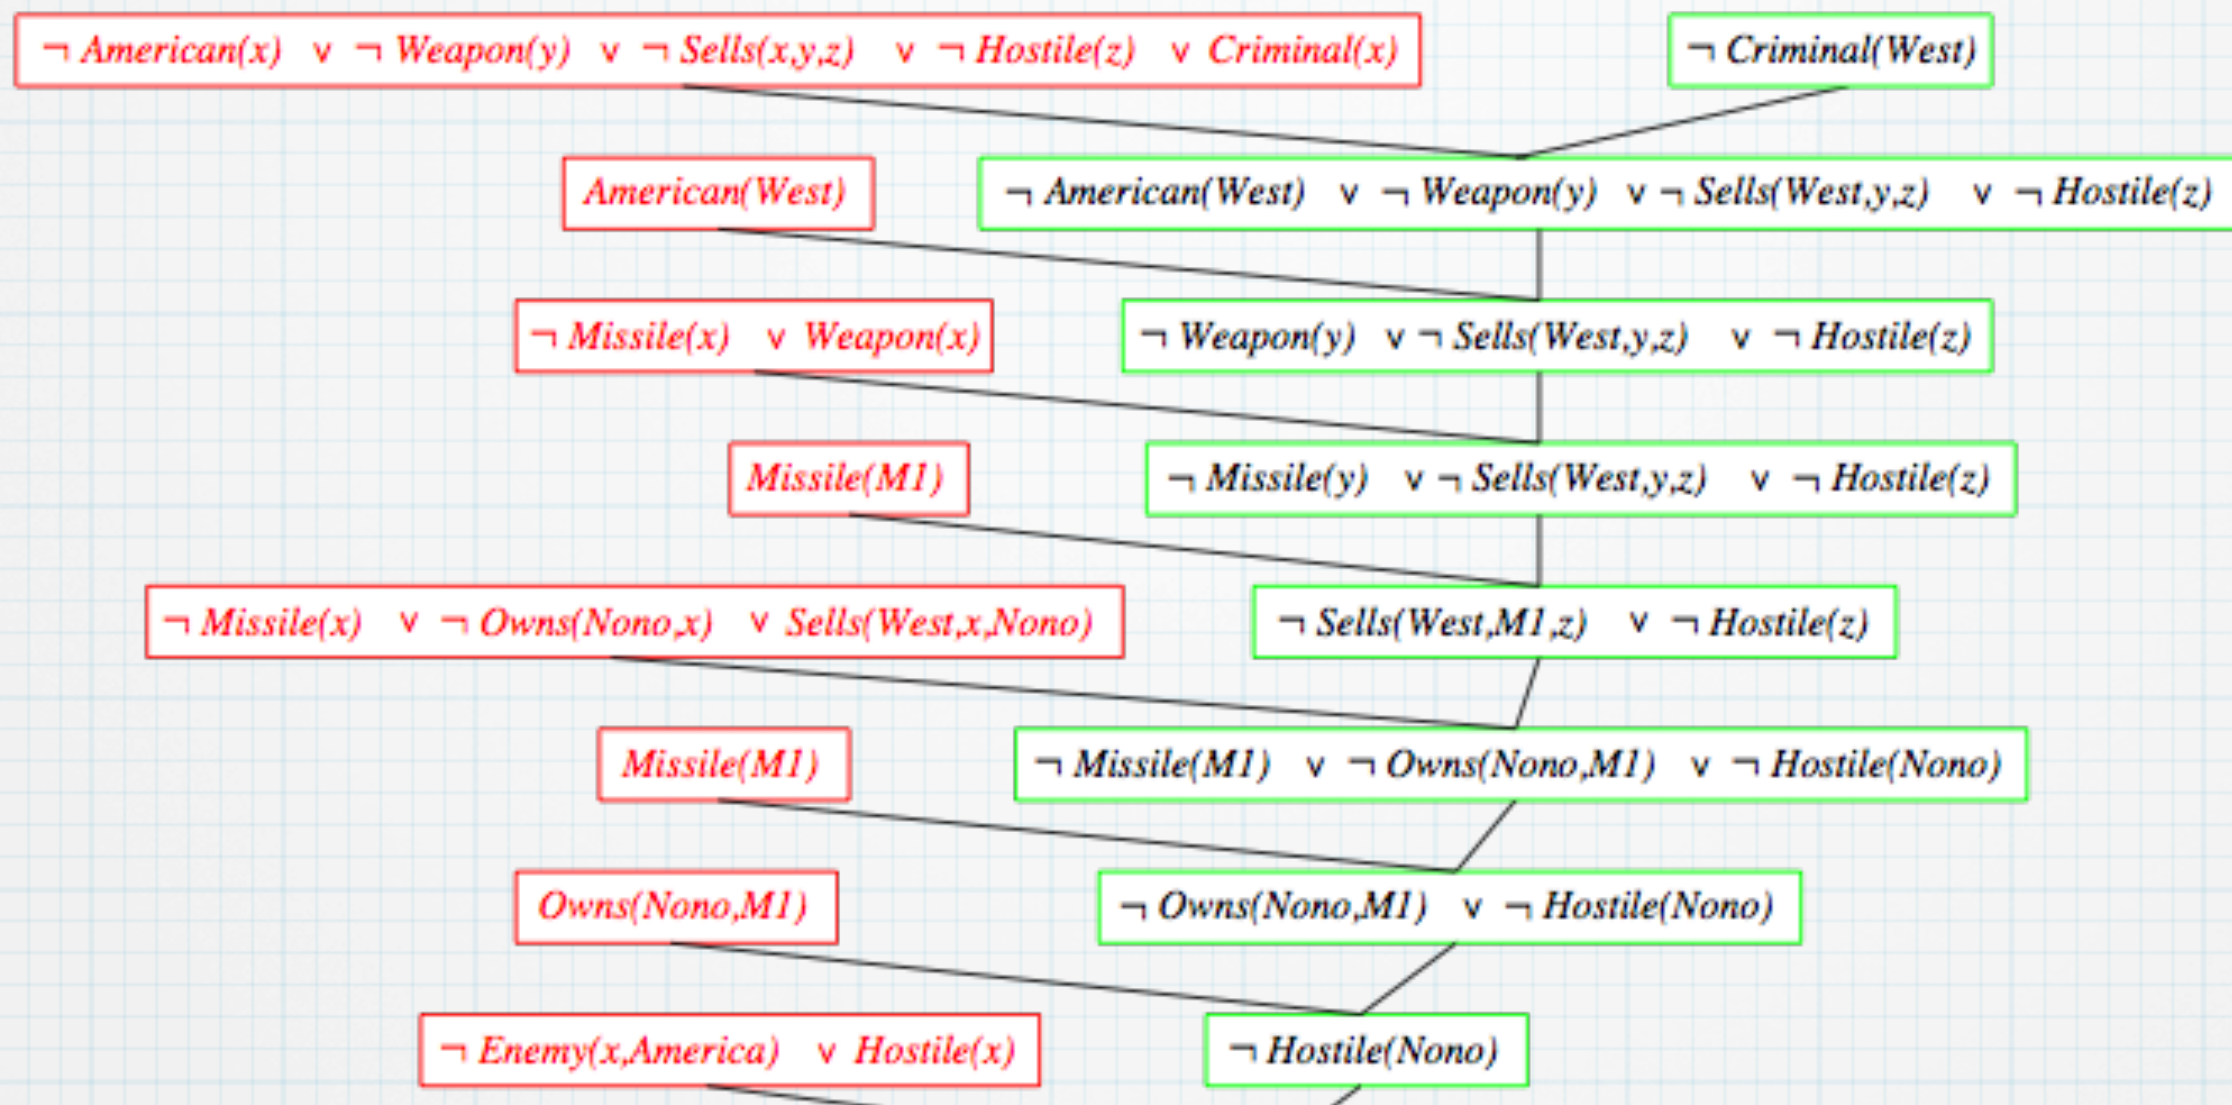 ¬ American(x) ∨ ¬ Weapon(y) ∨ ¬ Sells(x,y,z) ∨ ¬ Hostile(z) ∨ Criminal(x) ¬ Criminal(West)
American(West) ¬ American(West) ∨ ¬ Weapon(y) ∨ ¬ Sells(West,y,z) ∨ ¬ Hostile(z)
¬ Missile(x) ∨ Weapon(x) ¬ Weapon(y) ∨ ¬ Sells(West,y,z) ∨ ¬ Hostile(z)
Missile(M1) ¬ Missile(y) ∨ ¬ Sells(West,y,z) ∨ ¬ Hostile(z)
¬ Missile(x) ∨ ¬ Owns(Nono,x) ∨ Sells(West,x,Nono) ¬ Sells(West,M1,z) ∨ ¬ Hostile(z)
Missile(M1) ¬ Missile(M1) ∨ ¬ Owns(Nono,M1) ∨ ¬ Hostile(Nono)
Owns(Nono,M1) ¬ Owns(Nono,M1) ∨ ¬ Hostile(Nono)
¬ Enemy(x,America) ∨ Hostile(x) ¬ Hostile(Nono)